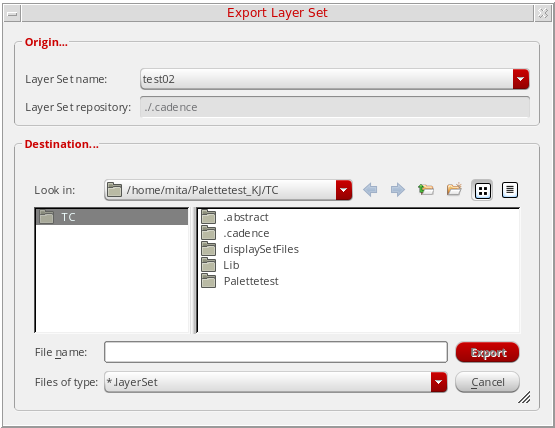 Export Layer Set
Origin...
Layer Set name: test02
Layer Set repository: ./.cadence
Destination...
Look in: /home/mita/Palettetest_KJ/TC
TC
.abstract
.cadence
displaySetFiles
Lib
Palettetest
File name: Export
Files of type: *.layerSet Cancel